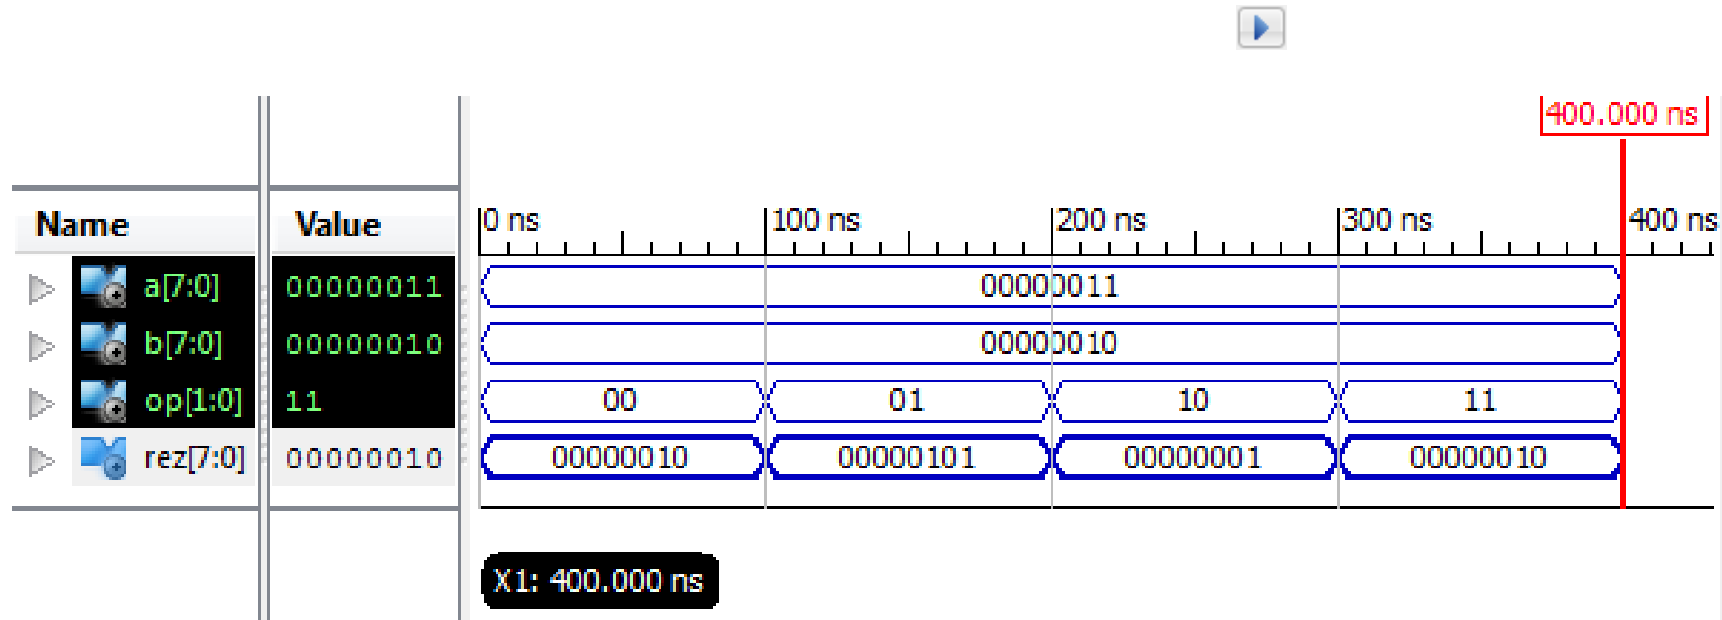 400.000 ns
Name Value 0 ns 100 ns 200 ns 300 ns 400 ns
a[7:0] 00000011 00000011
b[7:0] 00000010 00000010
op[1:0] 11 00 01 10 11
rez[7:0] 00000010 00000010 00000101 00000001 00000010
X1: 400.000 ns